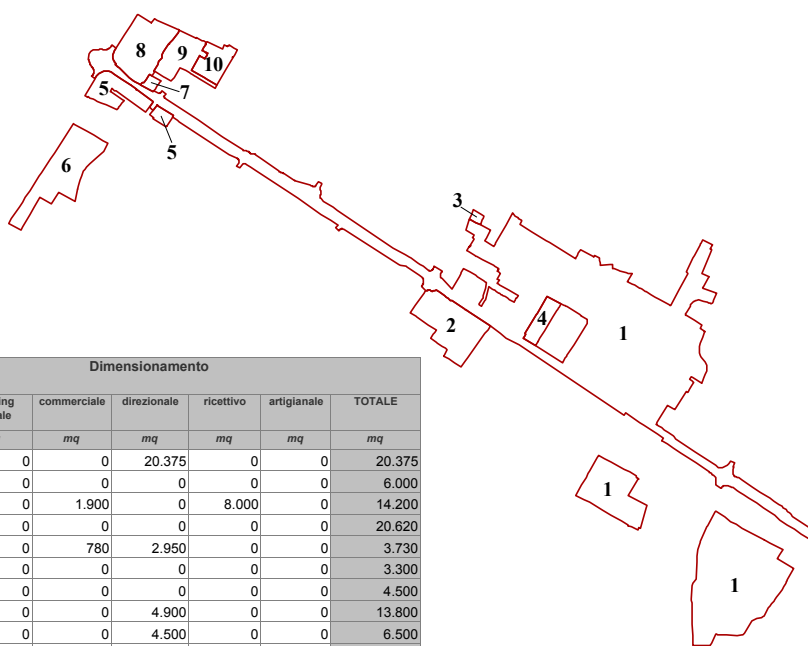 8
9
10
7
5
5
6
3
4
1
2
1
1
Dimensionamento
ing commerciale direzionale ricettivo artigianale TOTALE
ale
mq mq mq mq mq
0 0 20.375 0 0 20.375
0 0 0 0 0 6.000
0 1.900 0 8.000 0 14.200
0 0 0 0 0 20.620
0 780 2.950 0 0 3.730
0 0 0 0 0 3.300
0 0 0 0 0 4.500
0 0 4.900 0 0 13.800
0 0 4.500 0 0 6.500